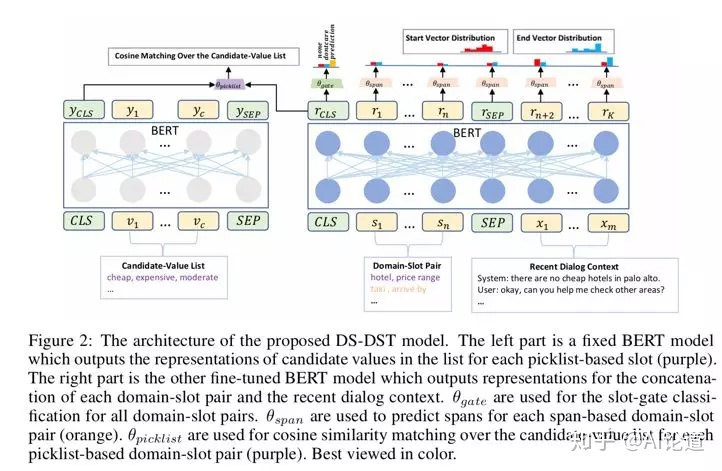 Cosine Matching Over the Candidate-Value List
none
dontcare
prediction
Start Vector Distribution
End Vector Distribution
θpicklist
θgate
θspan
θspan
...
θspan
θspan
θspan
...
θspan
yCLS
y1
...
yc
ySEP
rCLS
r1
...
rn
rSEP
rn+2
...
rK
BERT
BERT
...
...
...
...
...
...
CLS
v1
...
vc
SEP
CLS
s1
...
sn
SEP
x1
...
xm
Candidate-Value List
cheap, expensive, moderate
...
Domain-Slot Pair
hotel, price range
taxi , arrive by
...
Recent Dialog Context
System: there are no cheap hotels in palo alto.
User: okay, can you help me check other areas?
...
Figure 2: The architecture of the proposed DS-DST model. The left part is a fixed BERT model
which outputs the representations of candidate values in the list for each picklist-based slot (purple).
The right part is the other fine-tuned BERT model which outputs representations for the concatena-
tion of each domain-slot pair and the recent dialog context. θgate are used for the slot-gate classi-
fication for all domain-slot pairs. θspan are used to predict spans for each span-based domain-slot
pair (orange). θpicklist are used for cosine similarity matching over the candidate-value list for each
picklist-based domain-slot pair (purple). Best viewed in color.
知乎 @AI论道